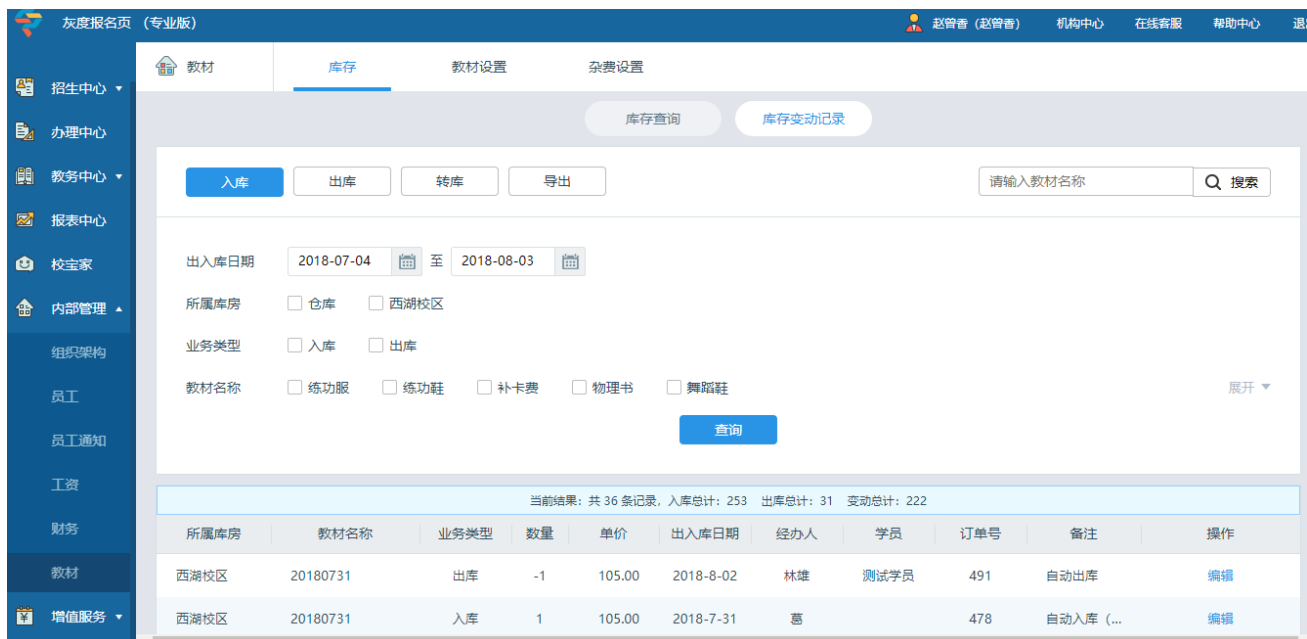 灰度报名页（专业版） 赵曾香（赵曾香） 机构中心 在线客服 帮助中心
教材 库存 教材设置 杂费设置
招生中心
库存查询 库存变动记录
办理中心
教务中心
入库 出库 转库 导出 请输入教材名称 搜索
报表中心
校宝家
出入库日期 2018-07-04 至 2018-08-03
内部管理
所属库房 仓库 西湖校区
组织架构
业务类型 入库 出库
员工
教材名称 练功服 练功鞋 补卡费 物理书 舞蹈鞋 展开
查询
员工通知
工资
当前结果：共 36 条记录，入库总计：253 出库总计：31 变动总计：222
财务
所属库房 教材名称 业务类型 数量 单价 出入库日期 经办人 学员 订单号 备注 操作
教材
西湖校区 20180731 出库 -1 105.00 2018-8-02 林雄 测试学员 491 自动出库 编辑
增值服务
西湖校区 20180731 入库 1 105.00 2018-7-31 葛 478 自动入库（... 编辑